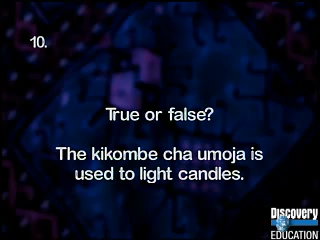 10.
True or false?
The kikombe cha umoja is
used to light candles.
Discovery
EDUCATION